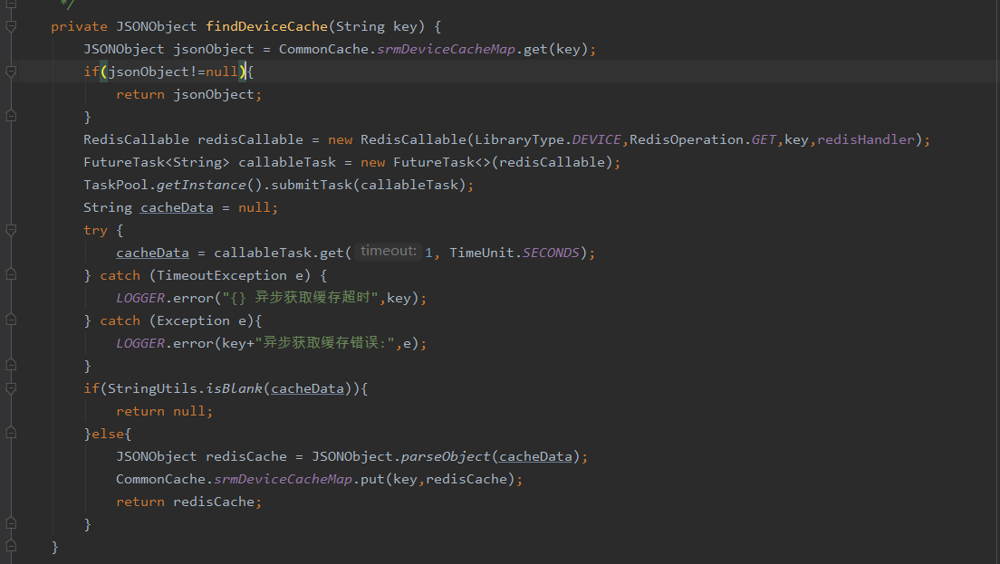 */
private JSONObject findDeviceCache(String key) {
JSONObject jsonObject = CommonCache.srmDeviceCacheMap.get(key);
if(jsonObject!=null){
return jsonObject;
}
RedisCallable redisCallable = new RedisCallable(LibraryType.DEVICE,RedisOperation.GET,key,redisHandler);
FutureTask<String> callableTask = new FutureTask<>(redisCallable);
TaskPool.getInstance().submitTask(callableTask);
String cacheData = null;
try {
cacheData = callableTask.get( timeout: 1, TimeUnit.SECONDS);
} catch (TimeoutException e) {
LOGGER.error("{} 异步获取缓存超时",key);
} catch (Exception e){
LOGGER.error(key+"异步获取缓存错误:",e);
}
if(StringUtils.isBlank(cacheData)){
return null;
}else{
JSONObject redisCache = JSONObject.parseObject(cacheData);
CommonCache.srmDeviceCacheMap.put(key,redisCache);
return redisCache;
}
}